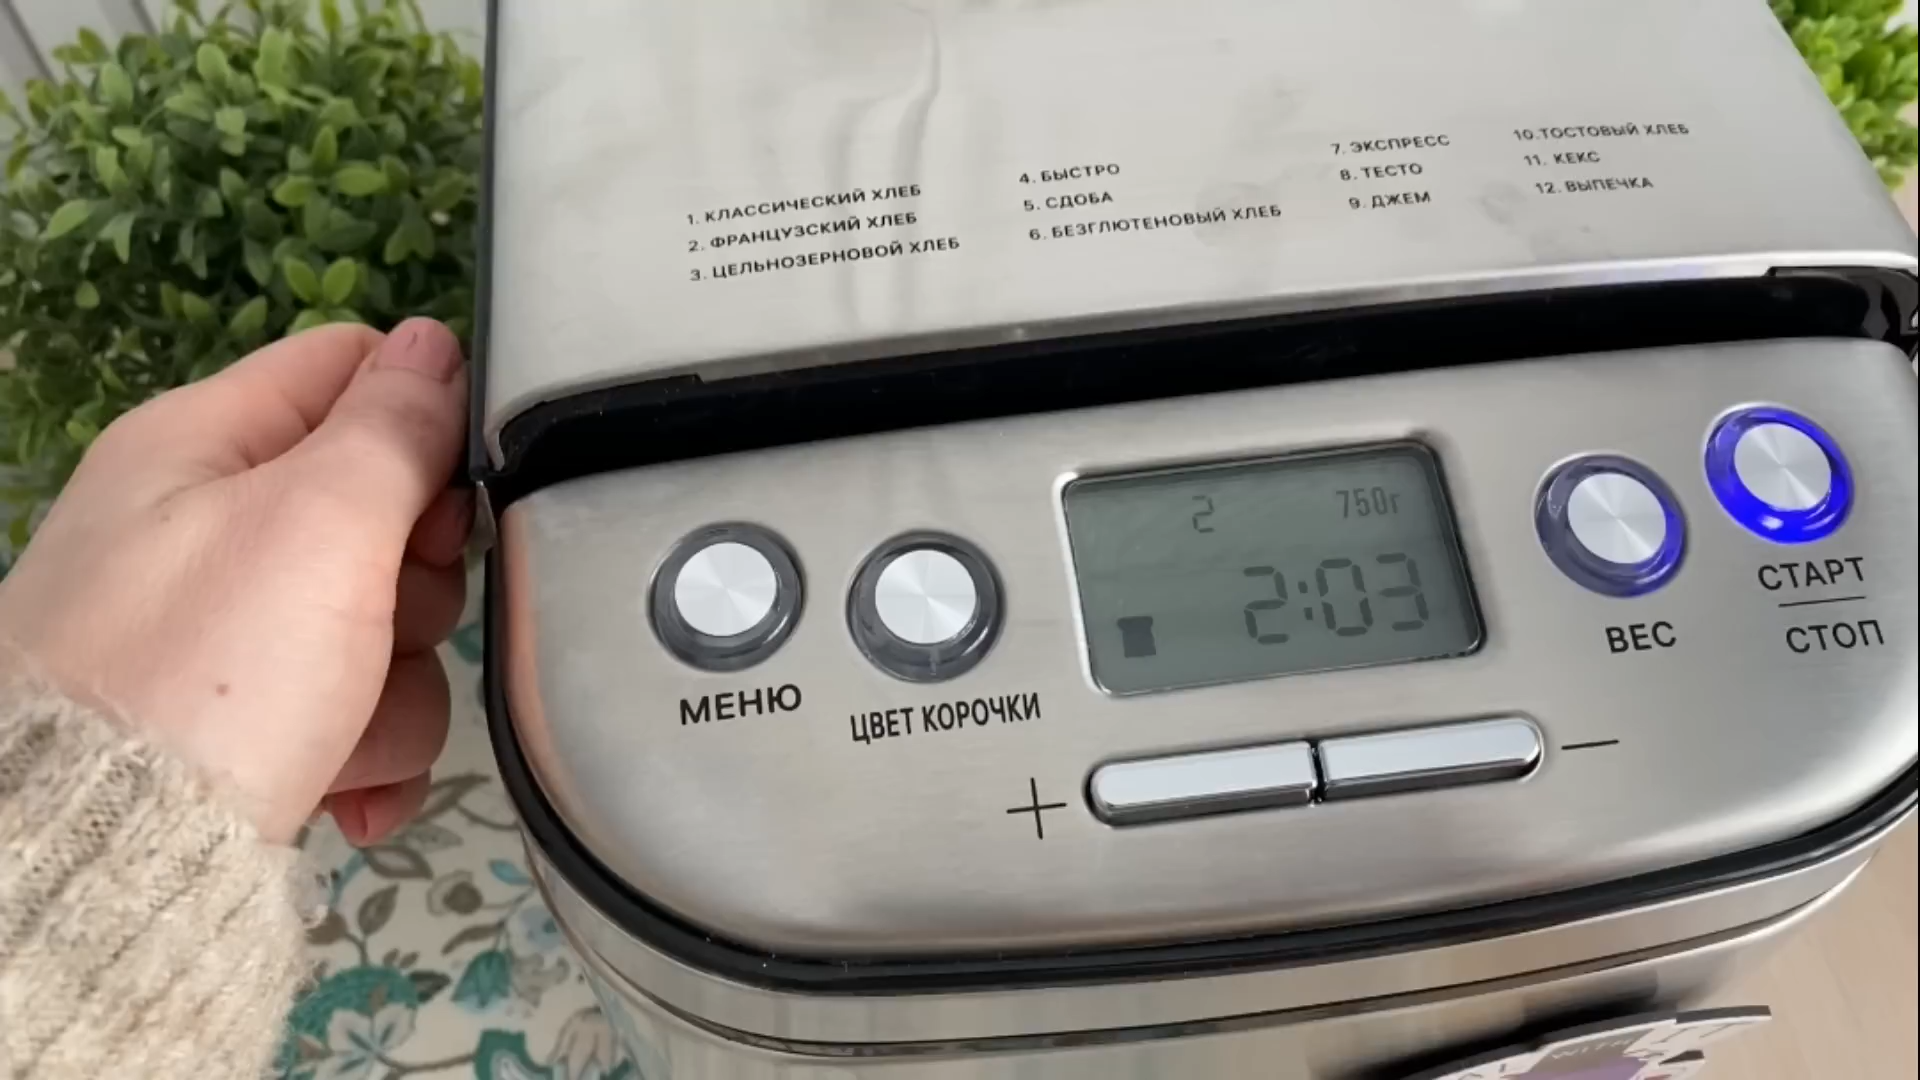 1. КЛАССИЧЕСКИЙ ХЛЕБ
2. ФРАНЦУЗСКИЙ ХЛЕБ
3. ЦЕЛЬНОЗЕРНОВОЙ ХЛЕБ
4. БЫСТРО
5. СДОБА
6. БЕЗГЛЮТЕНОВЫЙ ХЛЕБ
7. ЭКСПРЕСС
8. ТЕСТО
9. ДЖЕМ
10.ТОСТОВЫЙ ХЛЕБ
11. КЕКС
12. ВЫПЕЧКА
2 750г
2:03
МЕНЮ
ЦВЕТ КОРОЧКИ
ВЕС
СТАРТ
СТОП
+ —
WITH